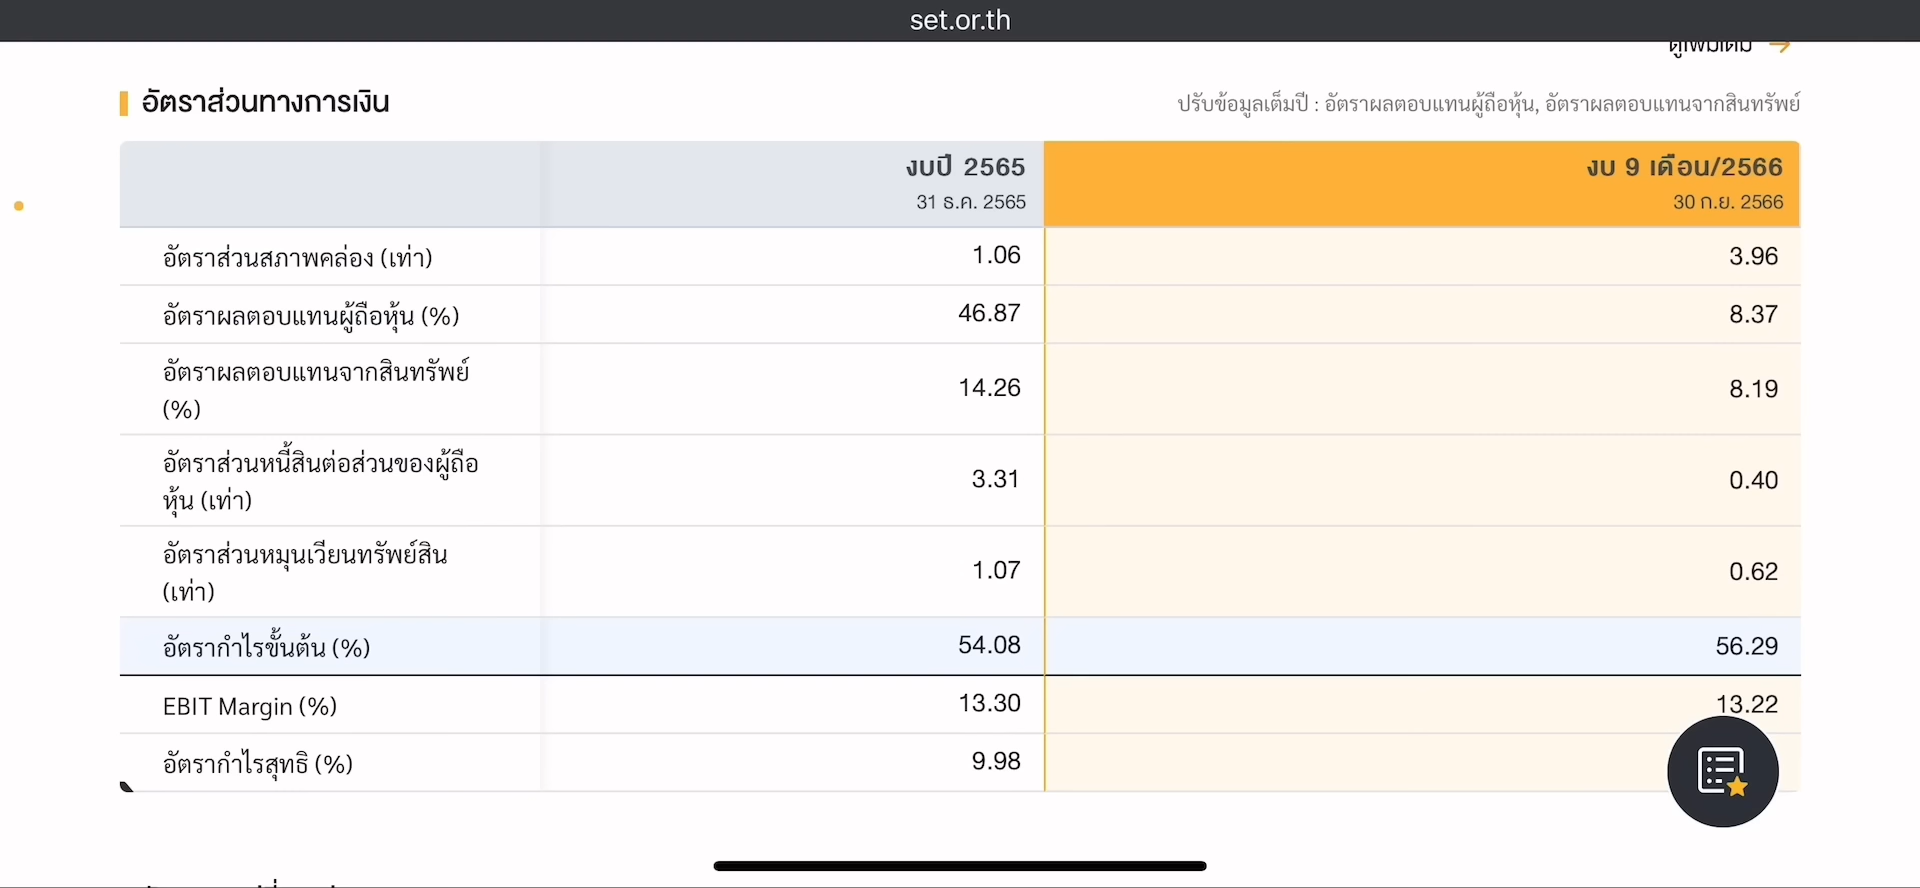 set.or.th
ดูเพิ่มเติม
อัตราส่วนทางการเงิน
ปรับข้อมูลเต็มปี : อัตราผลตอบแทนผู้ถือหุ้น, อัตราผลตอบแทนจากสินทรัพย์
งบปี 2565
งบ 9 เดือน/2566
31 ธ.ค. 2565
30 ก.ย. 2566
อัตราส่วนสภาพคล่อง (เท่า)
1.06
3.96
อัตราผลตอบแทนผู้ถือหุ้น (%)
46.87
8.37
อัตราผลตอบแทนจากสินทรัพย์
(%)
14.26
8.19
อัตราส่วนหนี้สินต่อส่วนของผู้ถือ
หุ้น (เท่า)
3.31
0.40
อัตราส่วนหมุนเวียนทรัพย์สิน
(เท่า)
1.07
0.62
อัตรากำไรขั้นต้น (%)
54.08
56.29
EBIT Margin (%)
13.30
13.22
อัตรากำไรสุทธิ (%)
9.98